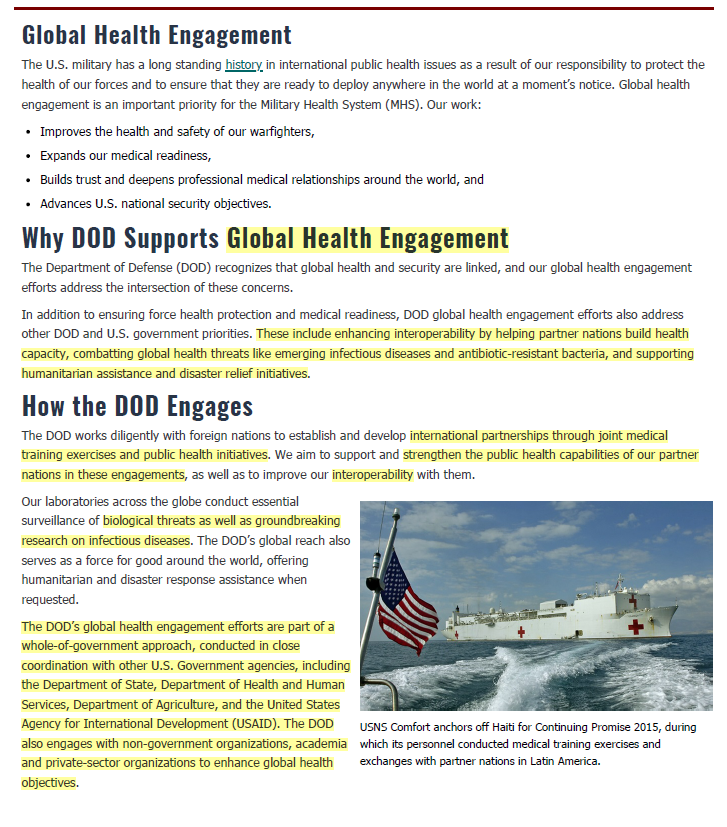 Global Health Engagement
The U.S. military has a long standing history in international public health issues as a result of our responsibility to protect the
health of our forces and to ensure that they are ready to deploy anywhere in the world at a moment's notice. Global health
engagement is an important priority for the Military Health System (MHS). Our work:
• Improves the health and safety of our warfighters,
• Expands our medical readiness,
• Builds trust and deepens professional medical relationships around the world, and
• Advances U.S. national security objectives.
Why DOD Supports Global Health Engagement
The Department of Defense (DOD) recognizes that global health and security are linked, and our global health engagement
efforts address the intersection of these concerns.
In addition to ensuring force health protection and medical readiness, DOD global health engagement efforts also address
other DOD and U.S. government priorities. These include enhancing interoperability by helping partner nations build health
capacity, combatting global health threats like emerging infectious diseases and antibiotic-resistant bacteria, and supporting
humanitarian assistance and disaster relief initiatives.
How the DOD Engages
The DOD works diligently with foreign nations to establish and develop international partnerships through joint medical
training exercises and public health initiatives. We aim to support and strengthen the public health capabilities of our partner
nations in these engagements, as well as to improve our interoperability with them.
Our laboratories across the globe conduct essential
surveillance of biological threats as well as groundbreaking
research on infectious diseases. The DOD's global reach also
serves as a force for good around the world, offering
humanitarian and disaster response assistance when
requested.
The DOD's global health engagement efforts are part of a
whole-of-government approach, conducted in close
coordination with other U.S. Government agencies, including
the Department of State, Department of Health and Human
Services, Department of Agriculture, and the United States
Agency for International Development (USAID). The DOD
also engages with non-government organizations, academia
and private-sector organizations to enhance global health
objectives.
USNS Comfort anchors off Haiti for Continuing Promise 2015, during
which its personnel conducted medical training exercises and
exchanges with partner nations in Latin America.